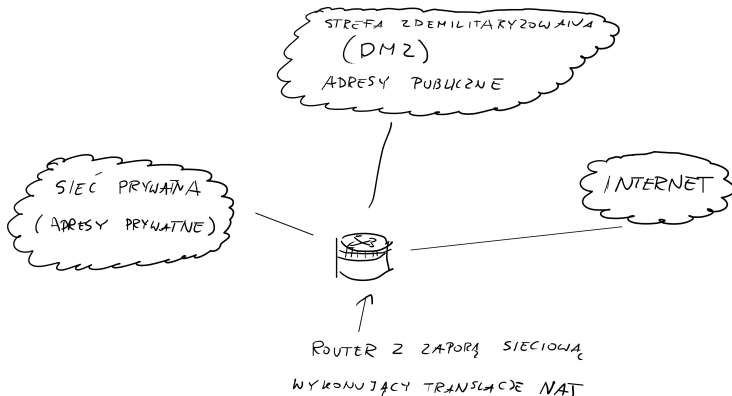 STREFA ZDEMILITARYZOWANA
(DMZ)
ADRESY PUBLICZNE
SIEĆ PRYWATNA
(ADRESY PRYWATNE)
INTERNET
ROUTER Z ZAPORĄ SIECIOWĄ
WYKONUJĄCY TRANSLACJE NAT